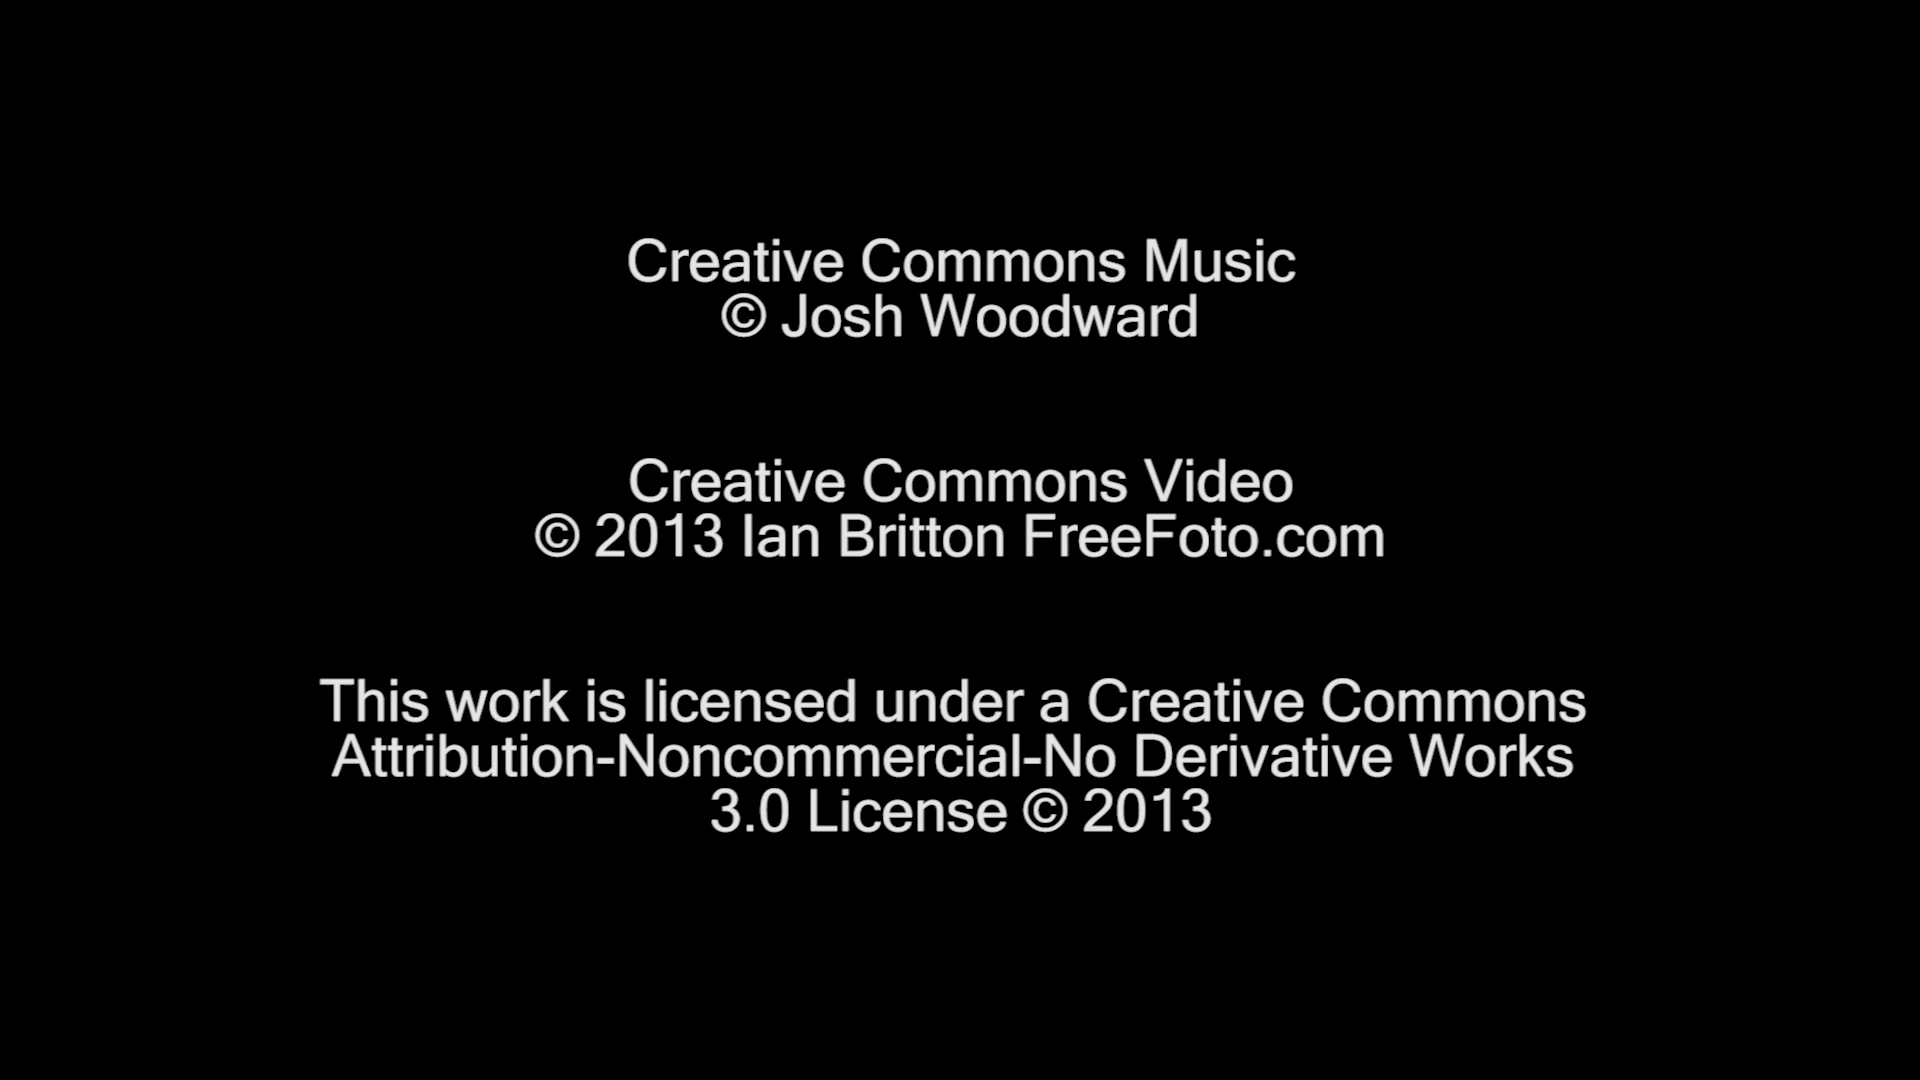 Creative Commons Music
© Josh Woodward
Creative Commons Video
© 2013 Ian Britton FreeFoto.com
This work is licensed under a Creative Commons
Attribution-Noncommercial-No Derivative Works
3.0 License © 2013